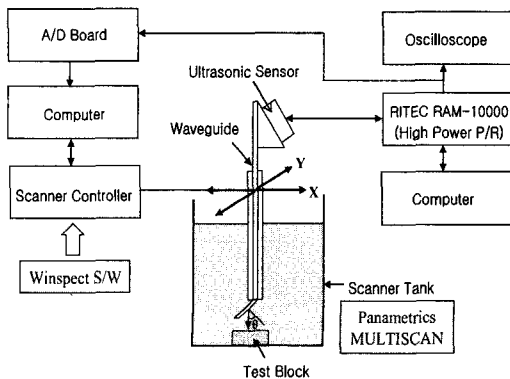 A/D Board
Oscilloscope
Ultrasonic Sensor
Computer
RITEC RAM-10000
(High Power P/R)
Waveguide
Y
X
Scanner Controller
Computer
Winspect S/W
Scanner Tank
θ
Panametrics
MULTISCAN
Test Block